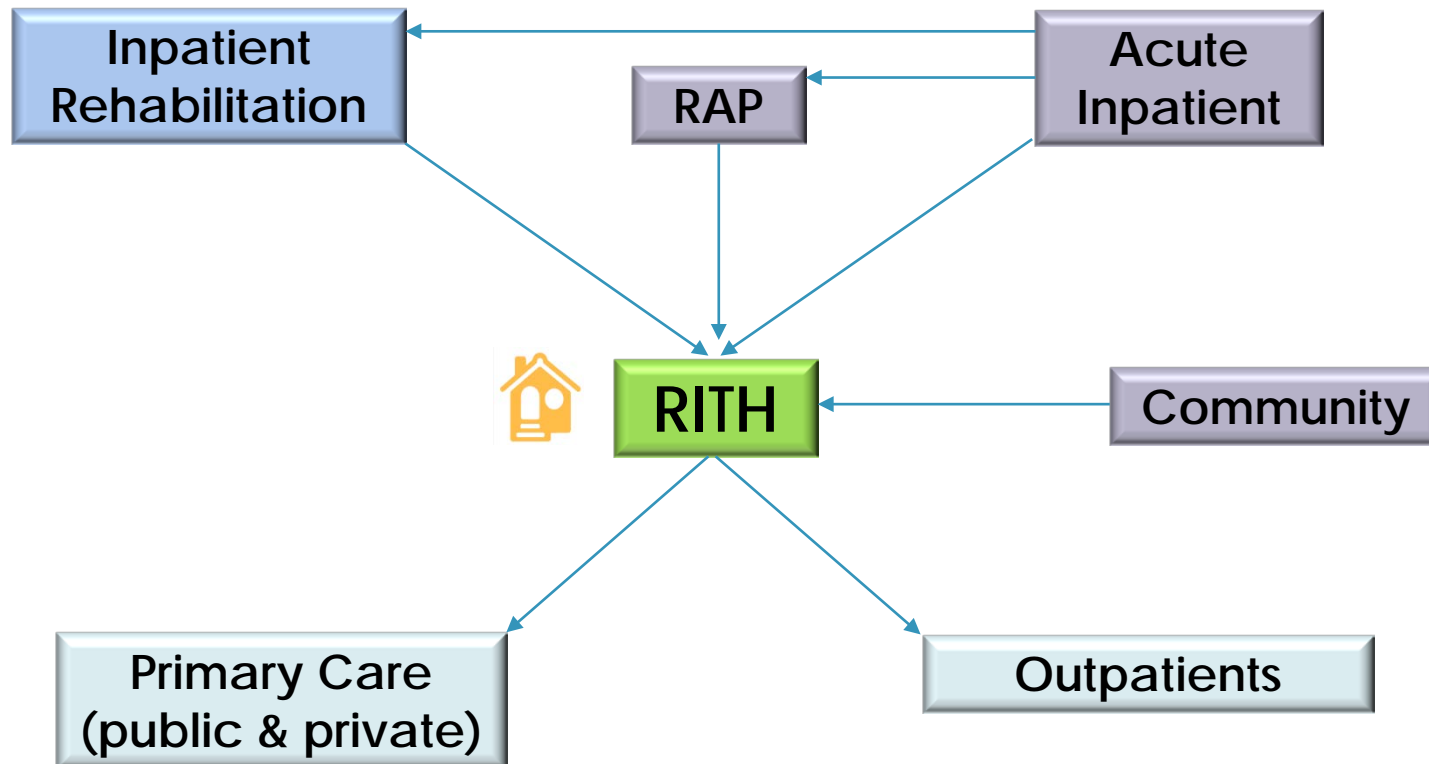 Inpatient
Rehabilitation
RAP
Acute
Inpatient
RITH
Community
Primary Care
(public & private)
Outpatients